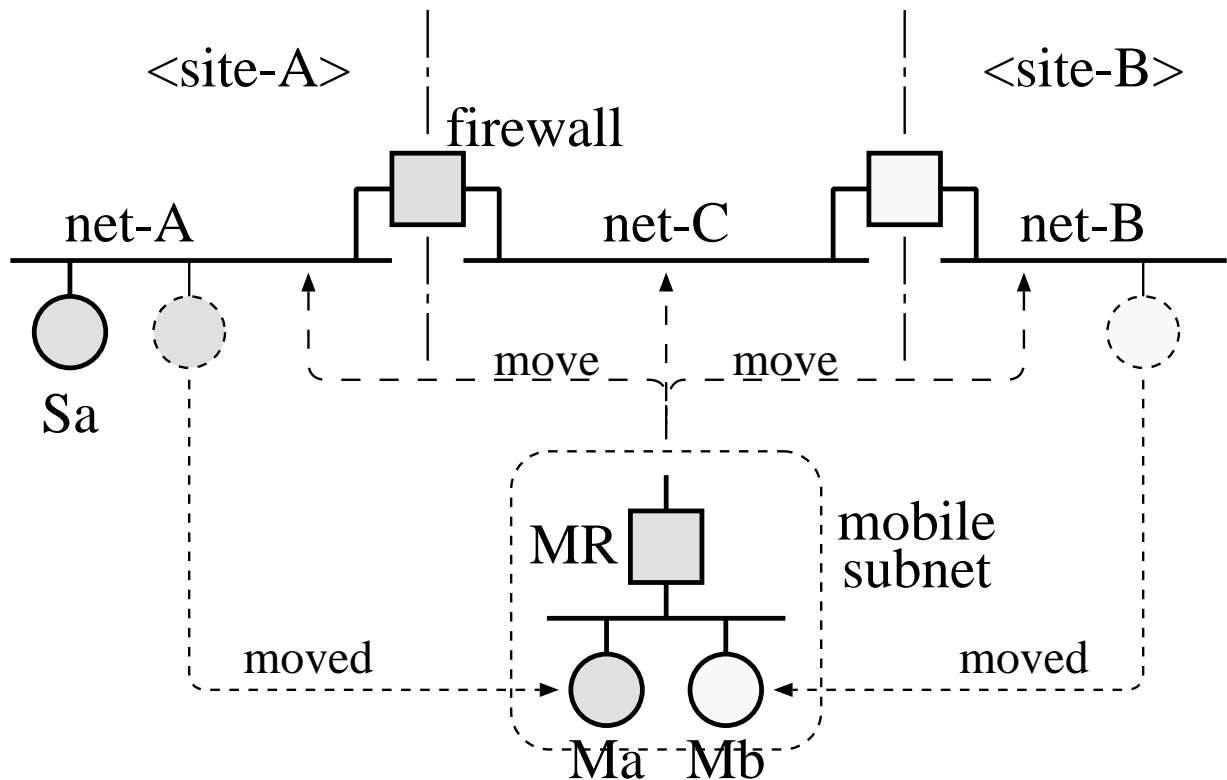 <site-A>
<site-B>
firewall
net-A
net-C
net-B
move
move
Sa
MR
mobile
subnet
moved
moved
Ma
Mb